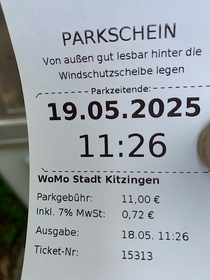 PARKSCHEIN
Von außen gut lesbar hinter die
Windschutzscheibe legen
Parkzeitende:
19.05.2025
11:26
WoMo Stadt Kitzingen
Parkgebühr: 11,00 €
Inkl. 7% MwSt: 0,72 €
Ausgabe: 18.05. 11:26
Ticket-Nr: 15313